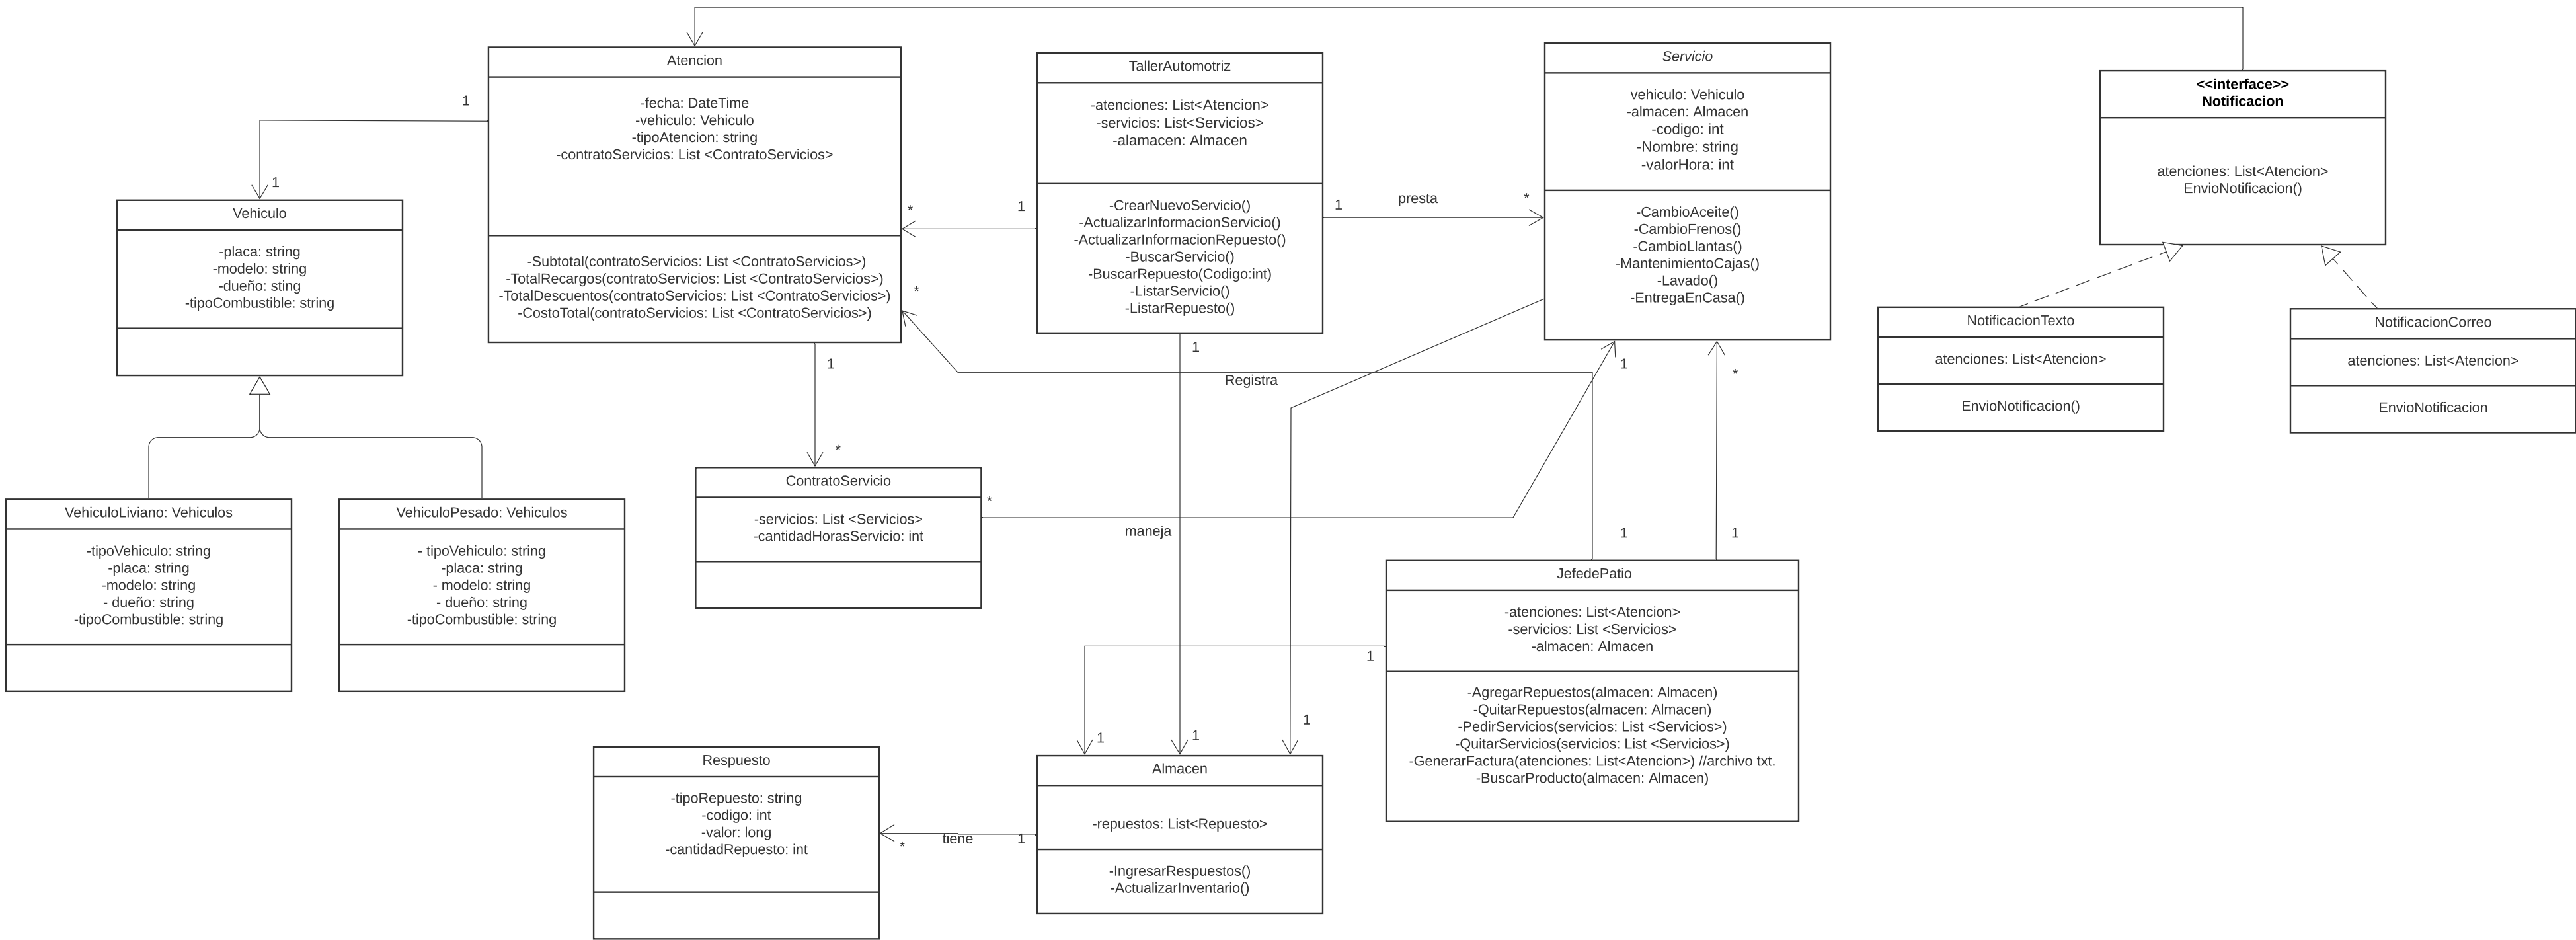 Atencion
-fecha: DateTime
-vehiculo: Vehiculo
-tipoAtencion: string
-contratoServicios: List <ContratoServicios>
-Subtotal(contratoServicios: List <ContratoServicios>)
-TotalRecargos(contratoServicios: List <ContratoServicios>)
-TotalDescuentos(contratoServicios: List <ContratoServicios>)
-CostoTotal(contratoServicios: List <ContratoServicios>)
TallerAutomotriz
-atenciones: List<Atencion>
-servicios: List<Servicios>
-alamacen: Almacen
-CrearNuevoServicio()
-ActualizarInformacionServicio()
-ActualizarInformacionRepuesto()
-BuscarServicio()
-BuscarRepuesto(Codigo:int)
-ListarServicio()
-ListarRepuesto()
Servicio
vehiculo: Vehiculo
-almacen: Almacen
-codigo: int
-Nombre: string
-valorHora: int
-CambioAceite()
-CambioFrenos()
-CambioLlantas()
-MantenimientoCajas()
-Lavado()
-EntregaEnCasa()
<<interface>>
Notificacion
atenciones: List<Atencion>
EnvioNotificacion()
1
1
*
1
1
presta
*
*
Vehiculo
-placa: string
-modelo: string
-dueño: sting
-tipoCombustible: string
NotificacionTexto
atenciones: List<Atencion>
EnvioNotificacion()
NotificacionCorreo
atenciones: List<Atencion>
EnvioNotificacion
1
1
1
*
Registra
*
ContratoServicio
-servicios: List <Servicios>
-cantidadHorasServicio: int
*
maneja
1
1
VehiculoLiviano: Vehiculos
-tipoVehiculo: string
-placa: string
-modelo: string
- dueño: string
-tipoCombustible: string
VehiculoPesado: Vehiculos
- tipoVehiculo: string
-placa: string
- modelo: string
- dueño: string
-tipoCombustible: string
JefedePatio
-atenciones: List<Atencion>
-servicios: List <Servicios>
-almacen: Almacen
-AgregarRepuestos(almacen: Almacen)
-QuitarRepuestos(almacen: Almacen)
-PedirServicios(servicios: List <Servicios>)
-QuitarServicios(servicios: List <Servicios>)
-GenerarFactura(atenciones: List<Atencion>) //archivo txt.
-BuscarProducto(almacen: Almacen)
1
1
1
1
Respuesto
-tipoRepuesto: string
-codigo: int
-valor: long
-cantidadRepuesto: int
*
tiene
1
Almacen
-repuestos: List<Repuesto>
-IngresarRespuestos()
-ActualizarInventario()